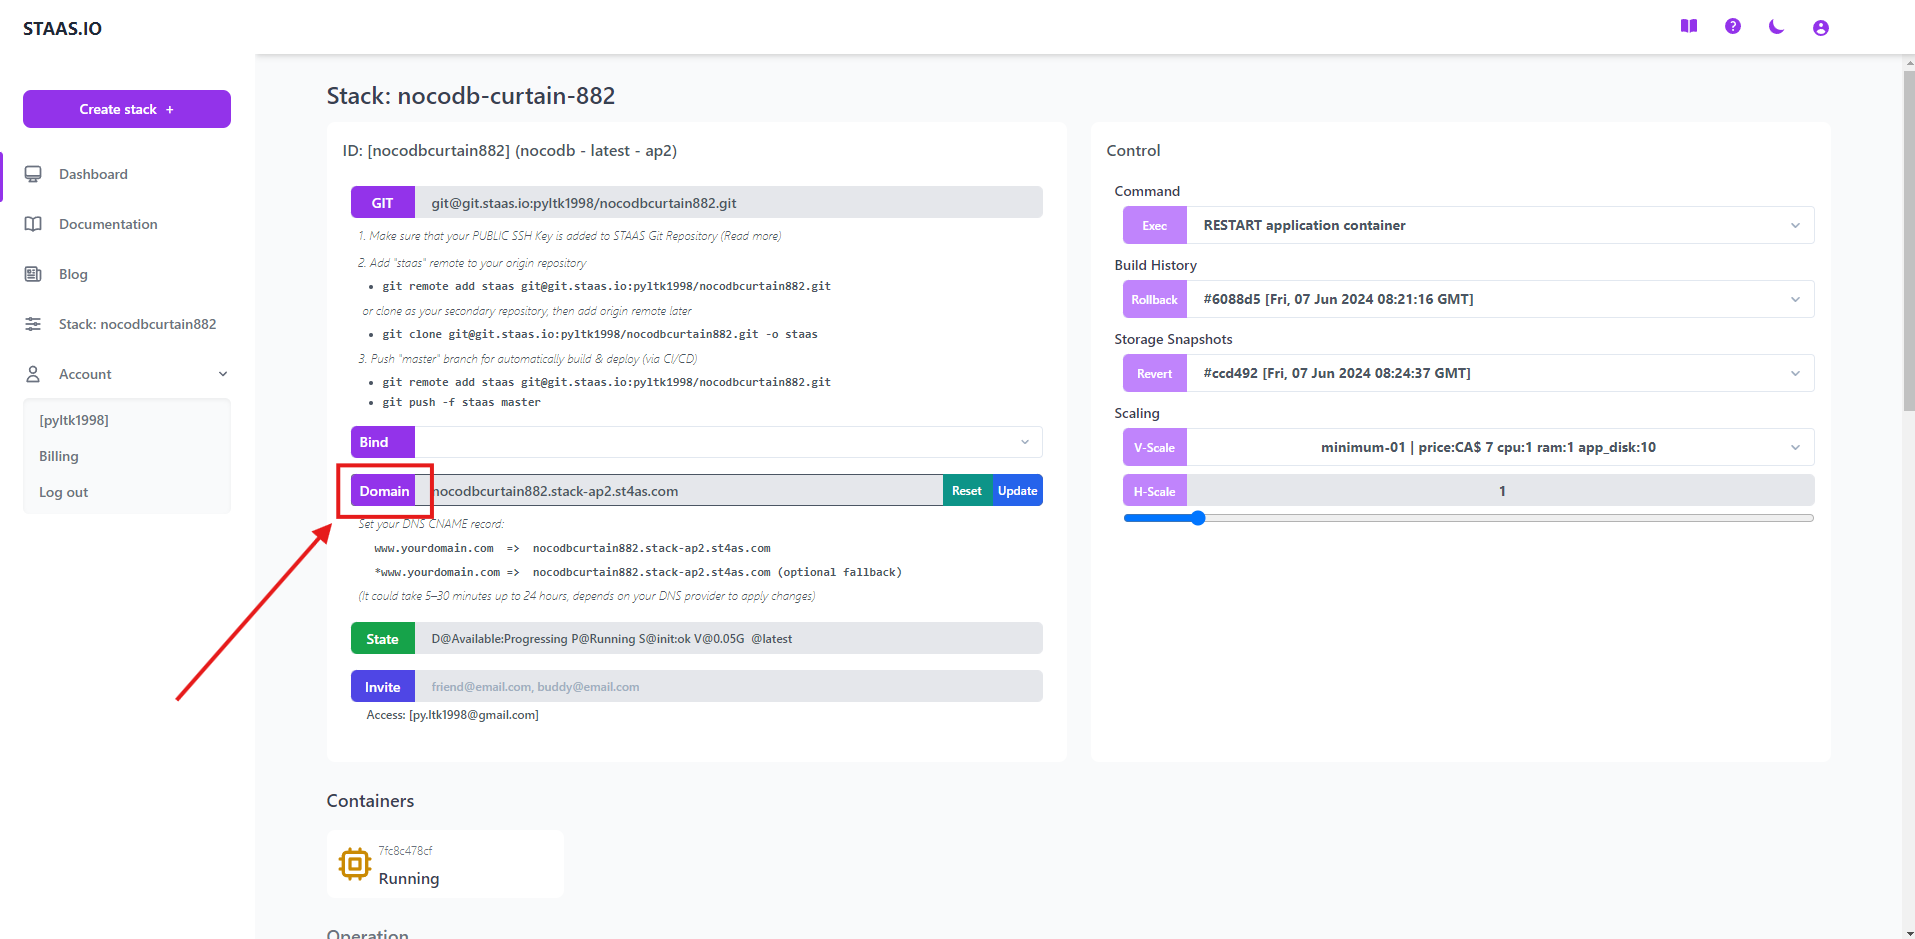 STAAS.IO
Create stack +
Dashboard
Documentation
Blog
Stack: nocodbcurtain882
Account
[pyltk1998]
Billing
Log out
Stack: nocodb-curtain-882
ID: [nocodbcurtain882] (nocodb - latest - ap2)
GIT git@git.staas.io:pyltk1998/nocodbcurtain882.git
1. Make sure that your PUBLIC SSH Key is added to STAAS Git Repository (Read more)
2. Add "staas" remote to your origin repository
• git remote add staas git@git.staas.io:pyltk1998/nocodbcurtain882.git
or clone as your secondary repository, then add origin remote later
• git clone git@git.staas.io:pyltk1998/nocodbcurtain882.git -o staas
3. Push "master" branch for automatically build & deploy (via CI/CD)
• git remote add staas git@git.staas.io:pyltk1998/nocodbcurtain882.git
• git push -f staas master
Bind
Domain nocodbcurtain882.stack-ap2.st4as.com Reset Update
Set your DNS CNAME record:
www.yourdomain.com => nocodbcurtain882.stack-ap2.st4as.com
*www.yourdomain.com => nocodbcurtain882.stack-ap2.st4as.com (optional fallback)
(It could take 5–30 minutes up to 24 hours, depends on your DNS provider to apply changes)
State D@Available:Progressing P@Running S@init:ok V@0.05G @latest
Invite friend@email.com, buddy@email.com
Access: [py.ltk1998@gmail.com]
Control
Command
Exec RESTART application container
Build History
Rollback #6088d5 [Fri, 07 Jun 2024 08:21:16 GMT]
Storage Snapshots
Revert #ccd492 [Fri, 07 Jun 2024 08:24:37 GMT]
Scaling
V-Scale minimum-01 | price:CA$ 7 cpu:1 ram:1 app_disk:10
H-Scale 1
Containers
7fc8c478cf
Running
Operation